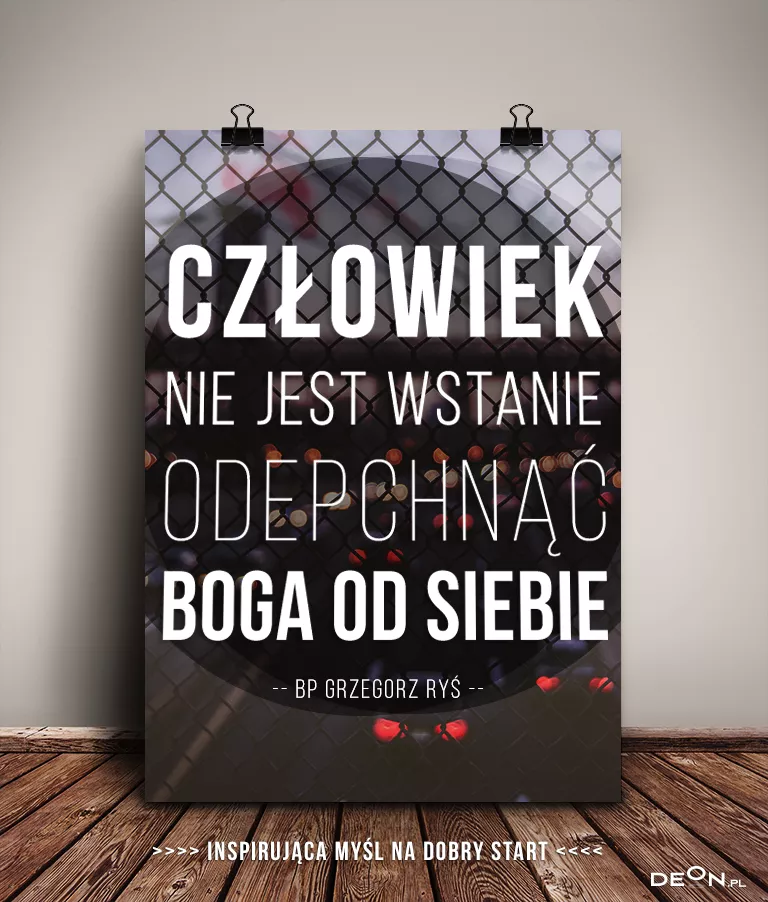 CZŁOWIEK
NIE JEST WSTANIE
ODEPCHNĄĆ
BOGA OD SIEBIE
-- BP GRZEGORZ RYŚ --
>>>> INSPIRUJĄCA MYŚL NA DOBRY START <<<<
DEON.PL